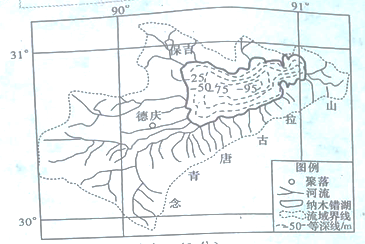 90°
91°
31°
保吉
25
50
75
95
德庆
山
拉
古
唐
青
念
30°
图例
聚落
河流
纳木错湖
流域界线
-50-等深线/m